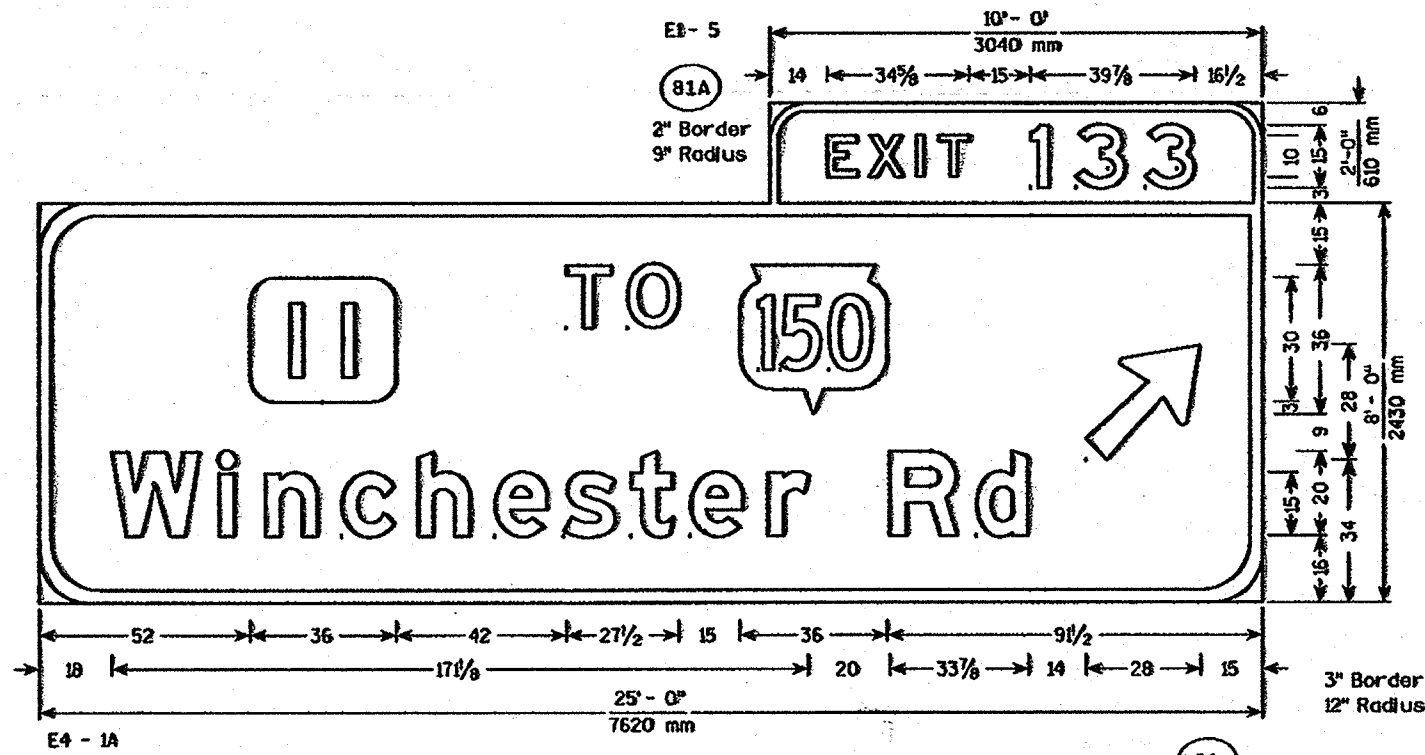 E1- 5
10'- 0"
3040 mm
14 34⅝ 15 39⅞ 16½
81A
2" Border
9" Radius
EXIT 133
6
15
3
10
2'-0"
610 mm
11 TO 150
Winchester Rd
15
36
9
20
16
30
3
15
28
34
8' - 0"
2430 mm
52 36 42 27½ 15 36 91½
18 171⅛ 20 33⅞ 14 28 15
25' - 0"
7620 mm
3" Border
12" Radius
E4 - 1A